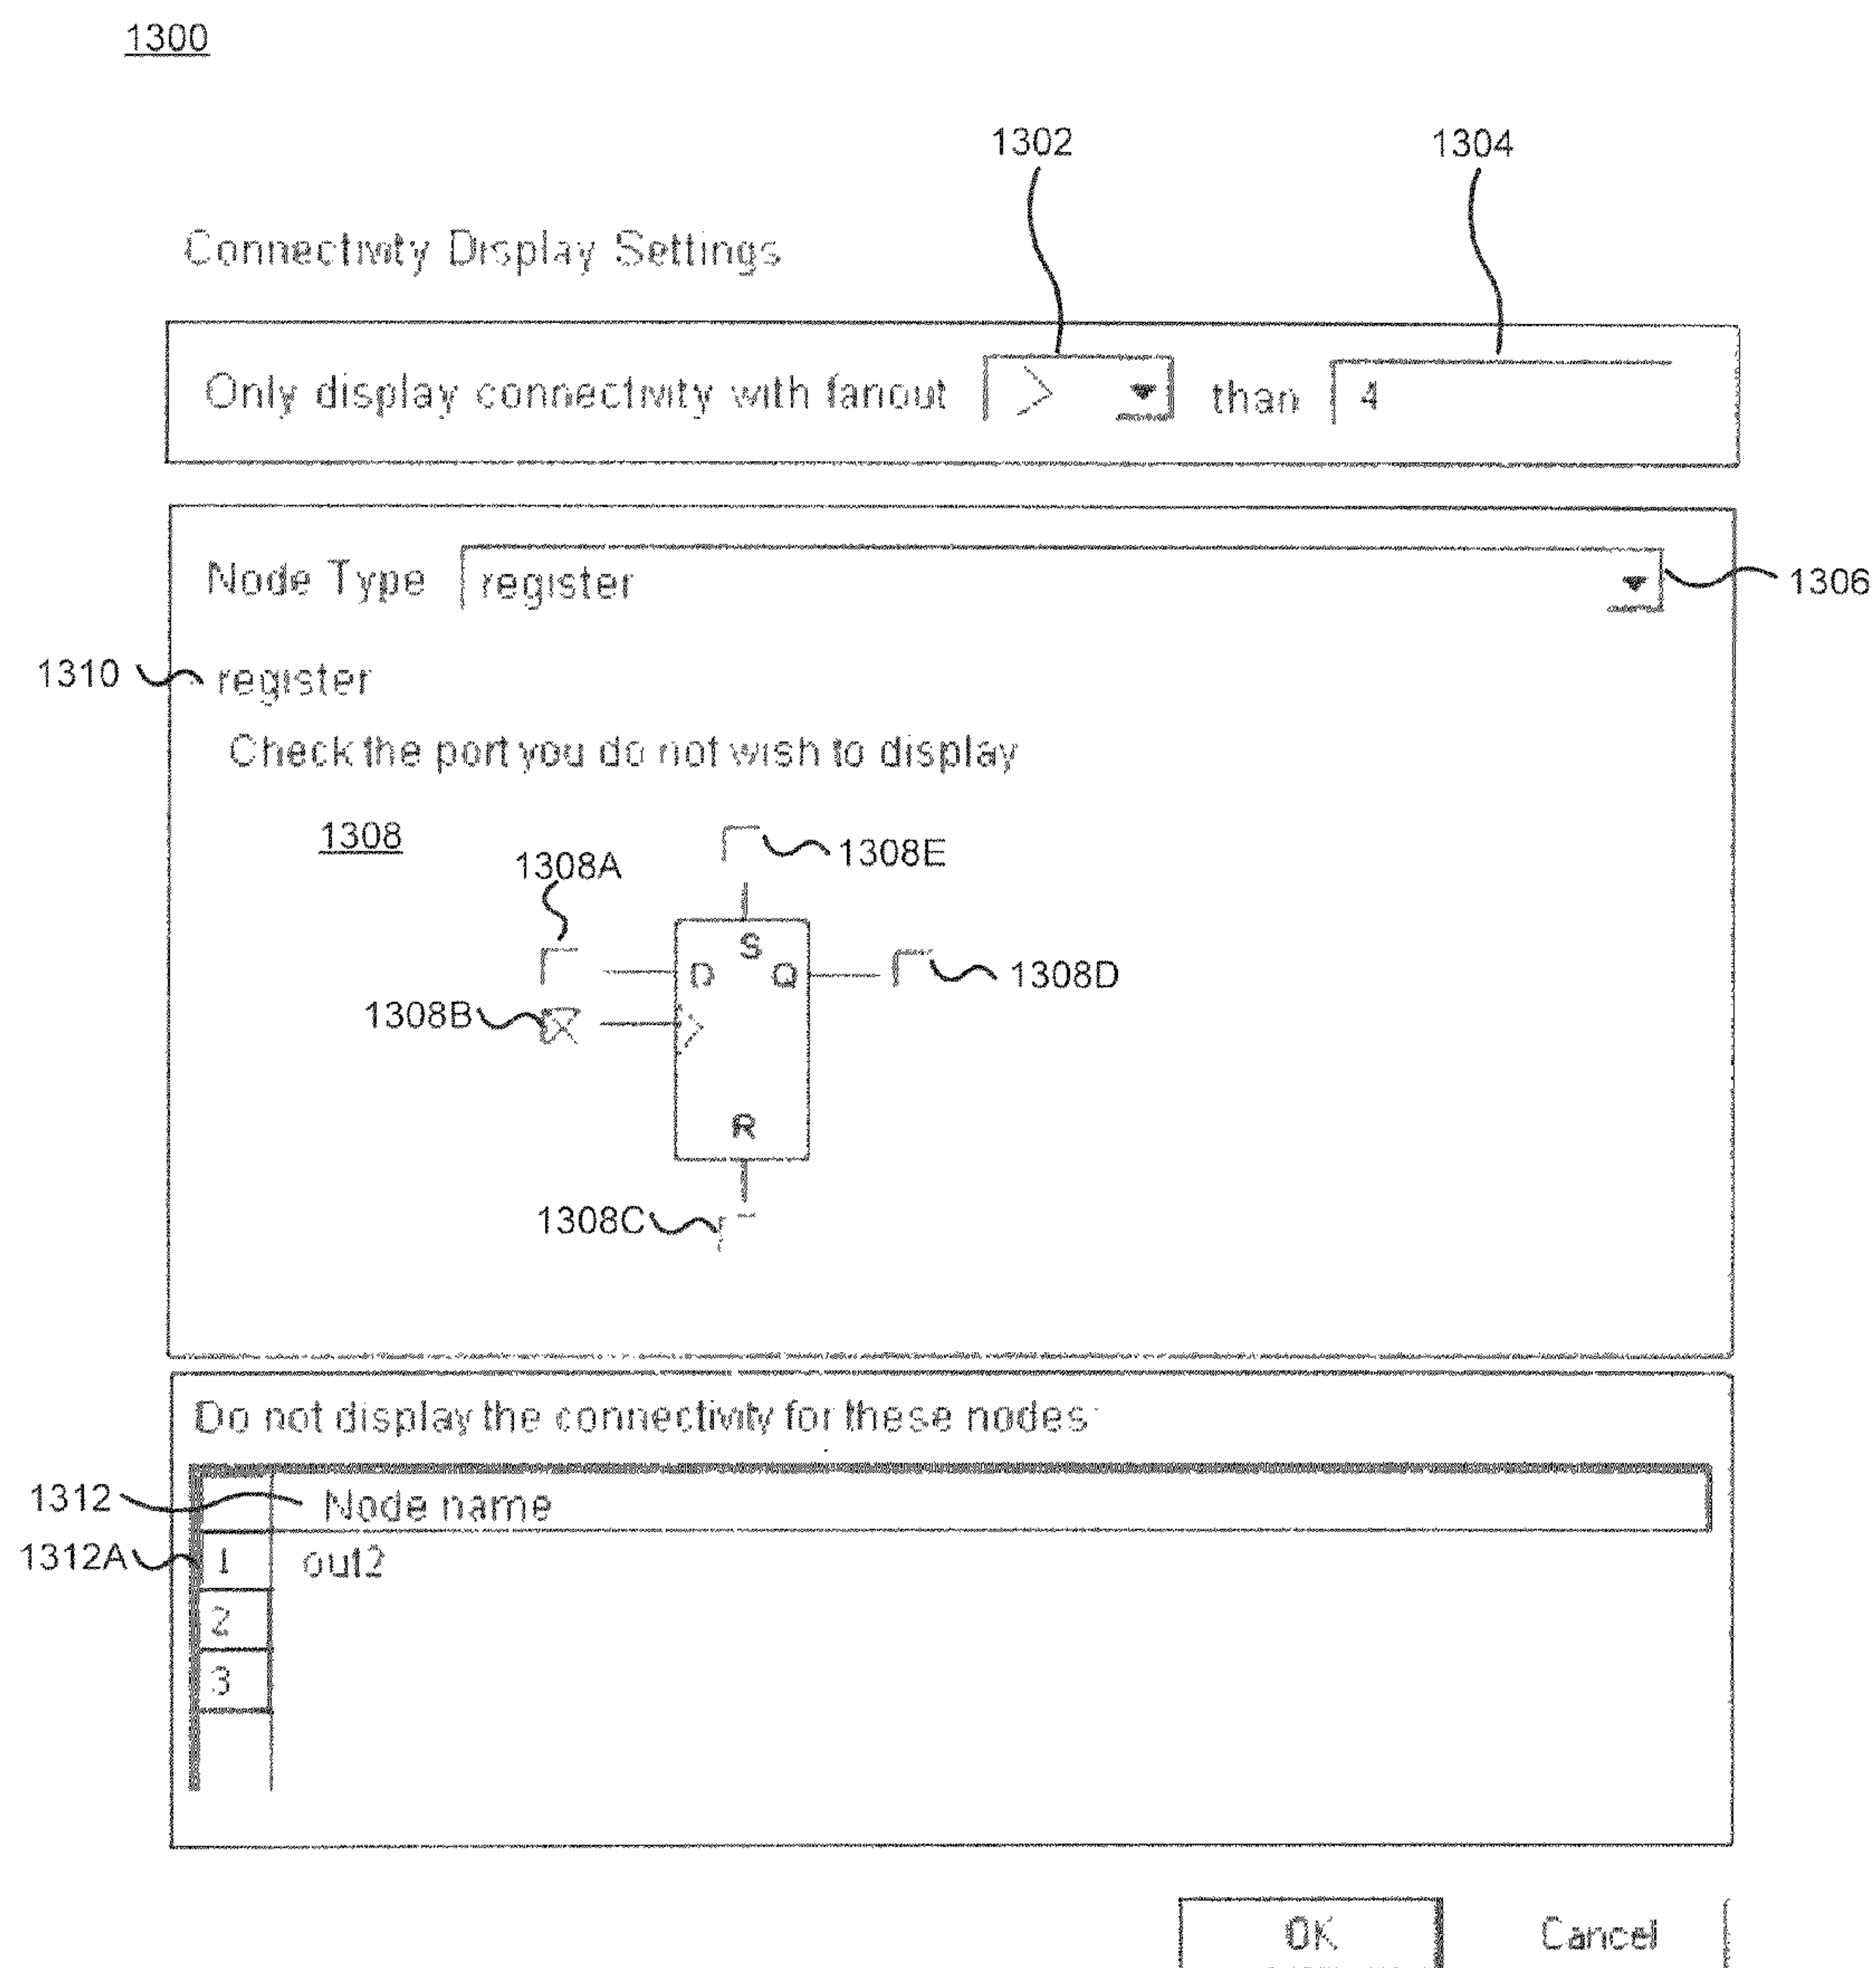 1300
1302 1304
Connectivity Display Settings
Only display connectivity with fanout > than 4
Node Type register 1306
1310 register
Check the port you do not wish to display
1308
1308E
1308A
S
D Q 1308D
1308B
R
1308C
Do not display the connectivity for these nodes:
1312 Node name
1312A 1 out2
2
3
OK Cancel